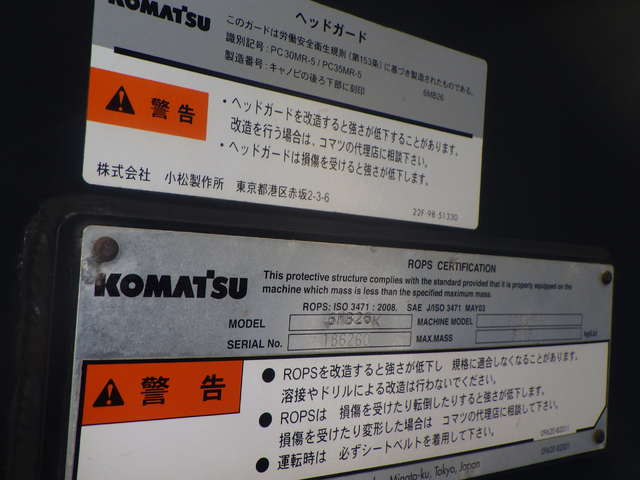 KOMATSU
ヘッドガード
このガードは労働安全衛生規則(第153条)に基づき製造されたものである。
識別記号:PC30MR-5 / PC35MR-5
6MB26
製造番号:キャノピの後ろ下部に刻印
警告
・ヘッドガードを改造すると強さが低下することがあります。
改造を行う場合は、コマツの代理店に相談下さい。
・ヘッドガードは損傷を受けると強さが低下します。
株式会社 小松製作所 東京都港区赤坂2-3-6
22F-98-51330
ROPS CERTIFICATION
KOMATSU
This protective structure complies with the standard provided that it is properly equipped on the
machine which mass is less than the specified maximum mass.
ROPS: ISO 3471 : 2008, SAE J/ISO 3471 MAY03
MODEL 6MB26K MACHINE MODEL
SERIAL No. MAX.MASS kg(Lb)
警告
● ROPSを改造すると強さが低下し 規格に適合しなくなることがあります。
溶接やドリルによる改造は行わないでください。
● ROPSは 損傷を受けたり転倒したりすると強さが低下します。
損傷を受けたり変形した場合は コマツの代理店に相談して下さい。
● 運転時は 必ずシートベルトを着用して下さい。
Minato-ku, Tokyo, Japan